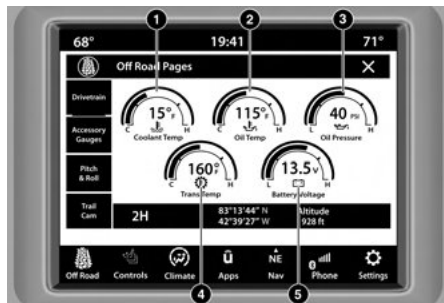 1 2 3
68° 19:41 71°
Off Road Pages X
Drivetrain
Accessory Gauges
Pitch & Roll
Trail Cam
15°F
C H
Coolant Temp
115°F
C H
Oil Temp
40 PSI
L H
Oil Pressure
160°F
C H
Trans Temp
13.5v
L H
Battery Voltage
2H
83°13'44" N
42°39'27" W
Altitude
928 ft
Off Road
Controls
Climate
û
Apps
NE
Nav
Phone
Settings
4 5